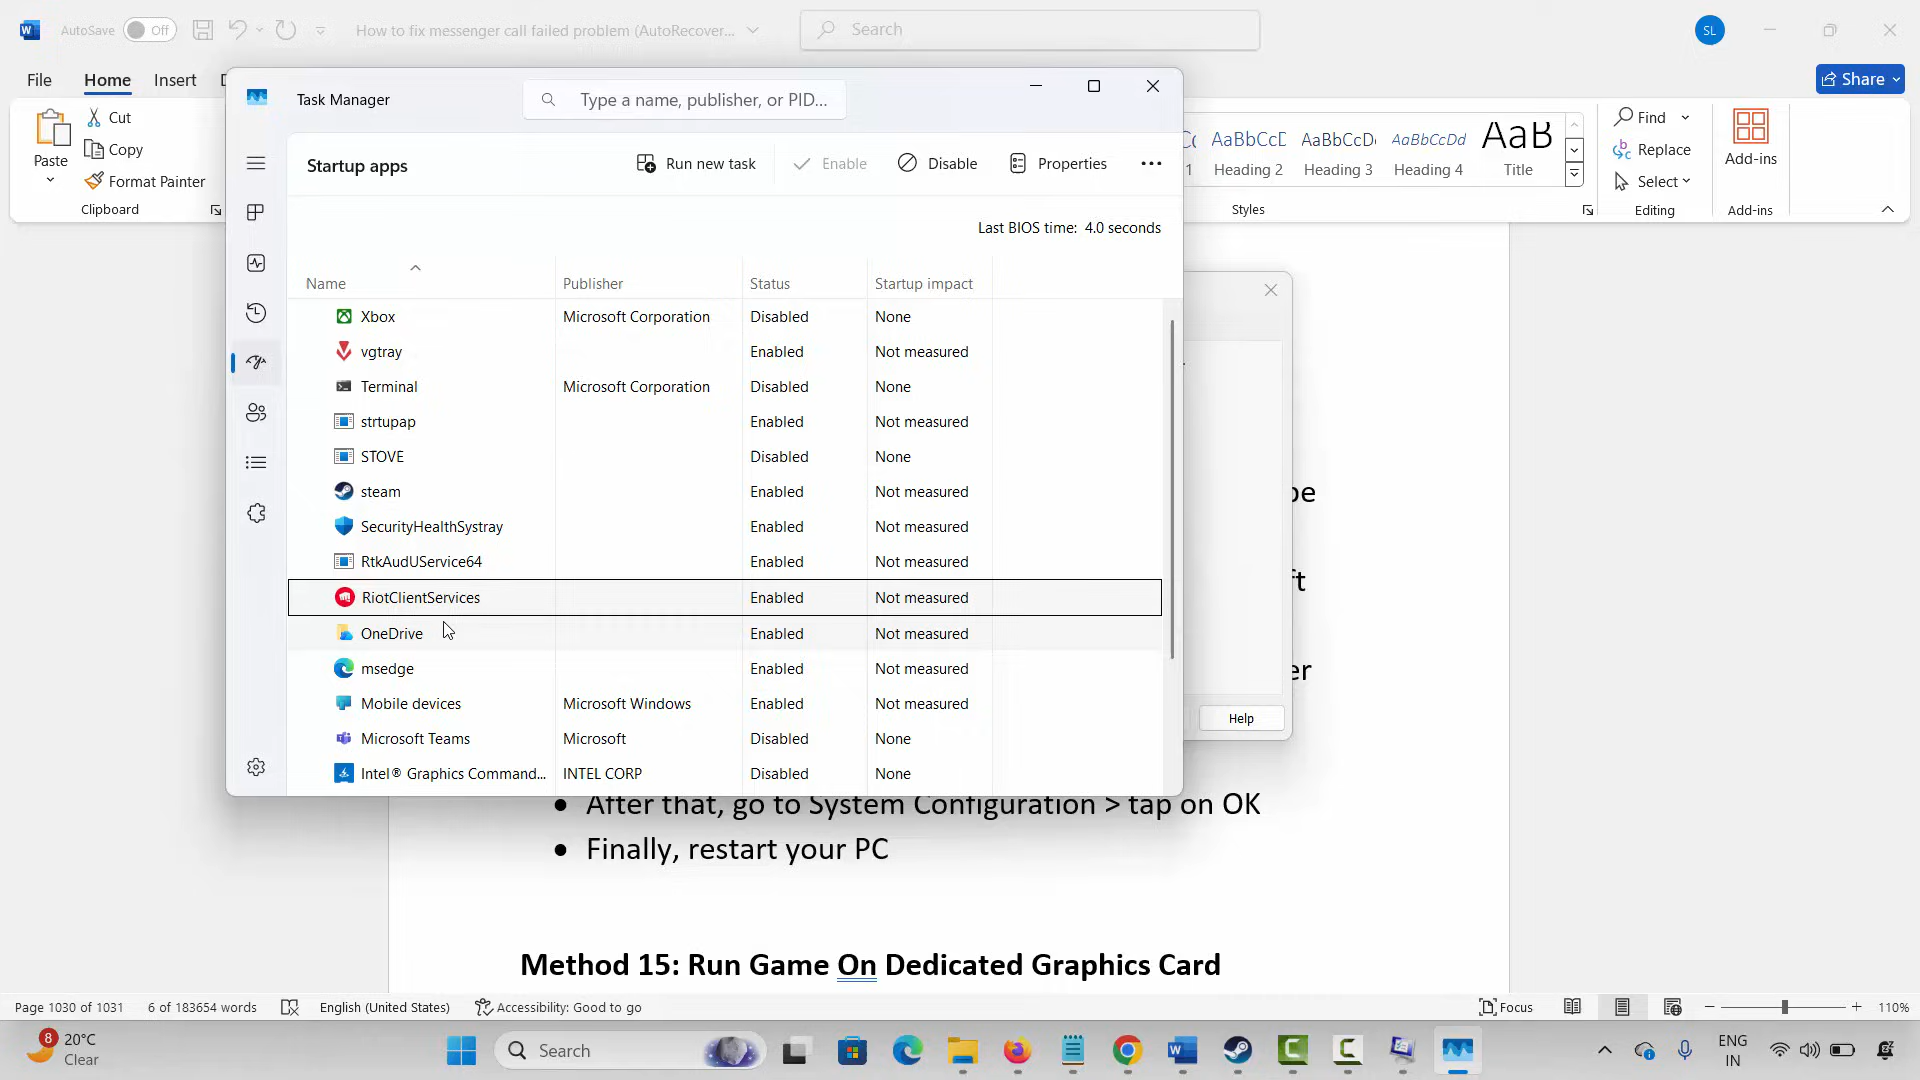 AutoSave Off
How to fix messenger call failed problem (AutoRecover...
Search
SL
File
Home
Insert
Share
Paste
Cut
Copy
Format Painter
Clipboard
Heading 2
Heading 3
Heading 4
Title
AaBbCcD
AaBbCcD
AaBbCcDd
AaB
Styles
Find
Replace
Select
Editing
Add-ins
Add-ins
Task Manager
Type a name, publisher, or PID...
Startup apps
Run new task
Enable
Disable
Properties
Last BIOS time: 4.0 seconds
Name Publisher Status Startup impact
Xbox Microsoft Corporation Disabled None
vgtray Enabled Not measured
Terminal Microsoft Corporation Disabled None
strtupap Enabled Not measured
STOVE Disabled None
steam Enabled Not measured
SecurityHealthSystray Enabled Not measured
RtkAudUService64 Enabled Not measured
RiotClientServices Enabled Not measured
OneDrive Enabled Not measured
msedge Enabled Not measured
Mobile devices Microsoft Windows Enabled Not measured
Microsoft Teams Microsoft Disabled None
Intel® Graphics Command... INTEL CORP Disabled None
Help
• After that, go to System Configuration > tap on OK
• Finally, restart your PC
Method 15: Run Game On Dedicated Graphics Card
Page 1030 of 1031
6 of 183654 words
English (United States)
Accessibility: Good to go
Focus
110%
8
20°C
Clear
Search
ENG
IN